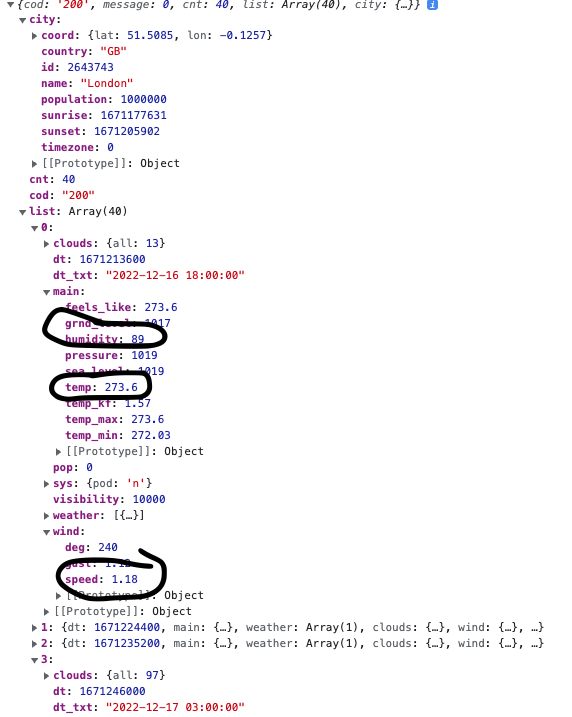 {cod: '200', message: 0, cnt: 40, list: Array(40), city: {…}} i
city:
coord: {lat: 51.5085, lon: -0.1257}
country: "GB"
id: 2643743
name: "London"
population: 1000000
sunrise: 1671177631
sunset: 1671205902
timezone: 0
[[Prototype]]: Object
cnt: 40
cod: "200"
list: Array(40)
0:
clouds: {all: 13}
dt: 1671213600
dt_txt: "2022-12-16 18:00:00"
main:
feels_like: 273.6
grnd_level: 1017
humidity: 89
pressure: 1019
sea_level: 1019
temp: 273.6
temp_kf: 1.57
temp_max: 273.6
temp_min: 272.03
[[Prototype]]: Object
pop: 0
sys: {pod: 'n'}
visibility: 10000
weather: [{…}]
wind:
deg: 240
gust:
speed: 1.18
[[Prototype]]: Object
[[Prototype]]: Object
1: {dt: 1671224400, main: {…}, weather: Array(1), clouds: {…}, wind: {…}, …}
2: {dt: 1671235200, main: {…}, weather: Array(1), clouds: {…}, wind: {…}, …}
3:
clouds: {all: 97}
dt: 1671246000
dt_txt: "2022-12-17 03:00:00"